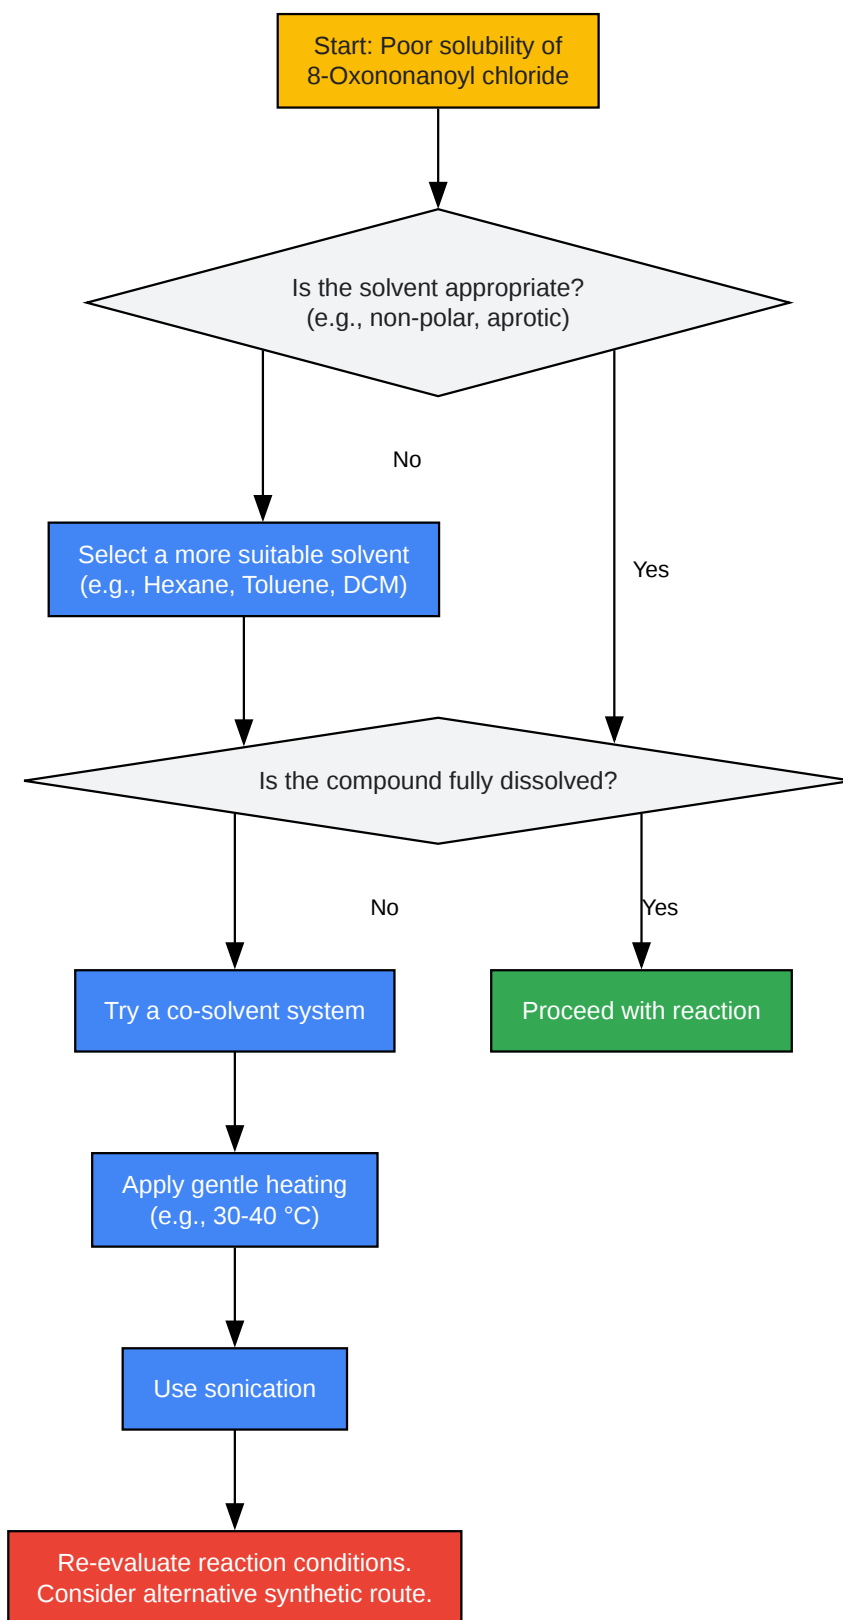 Start: Poor solubility of
8-Oxononanoyl chloride
Is the solvent appropriate?
(e.g., non-polar, aprotic)
No
Select a more suitable solvent
(e.g., Hexane, Toluene, DCM)
Yes
Is the compound fully dissolved?
No
Yes
Try a co-solvent system
Proceed with reaction
Apply gentle heating
(e.g., 30-40 °C)
Use sonication
Re-evaluate reaction conditions.
Consider alternative synthetic route.